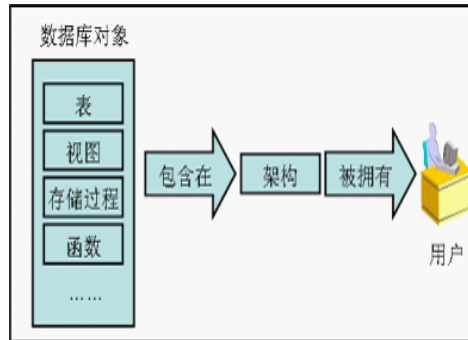 数据库对象
表
视图
存储过程
函数
……
包含在
架构
被拥有
用户